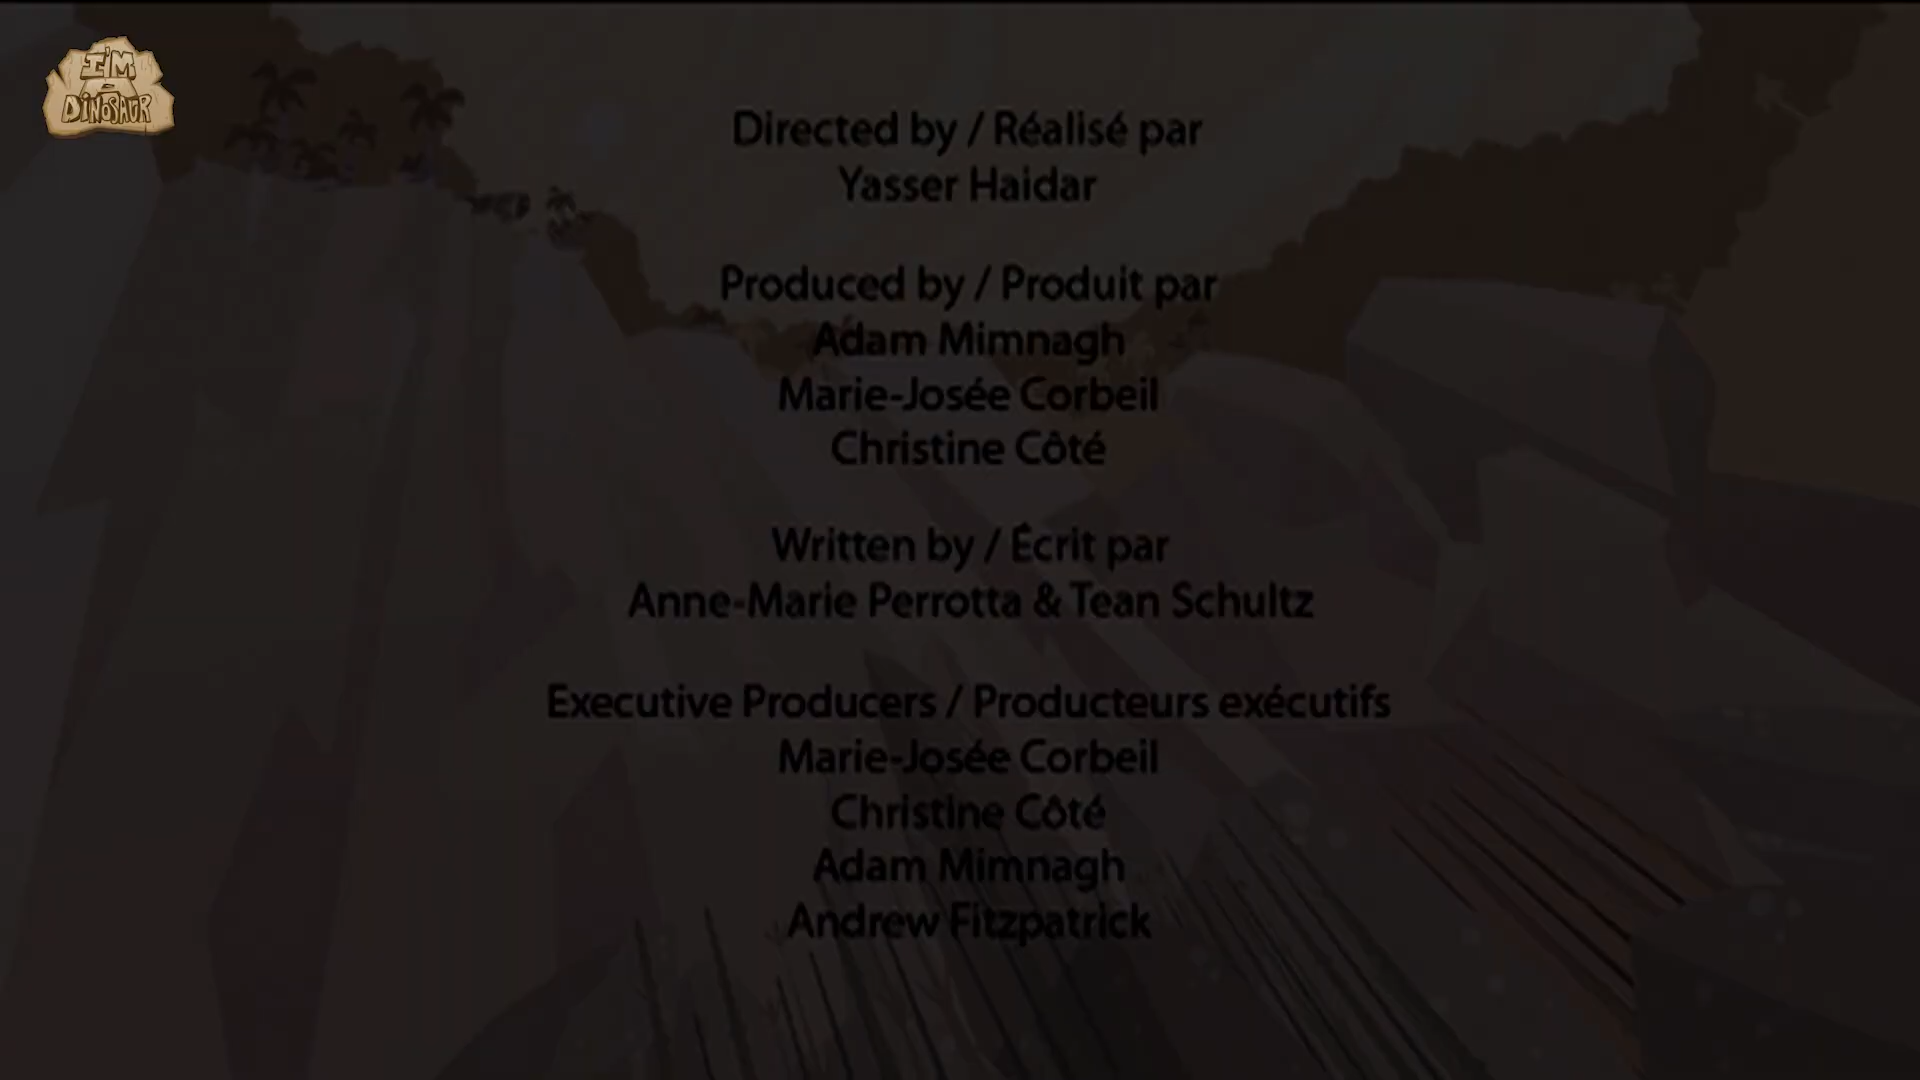 I'M
A
DINOSAUR
Directed by / Réalisé par
Yasser Haidar
Produced by / Produit par
Adam Mimnagh
Marie-Josée Corbeil
Christine Côté
Written by / Écrit par
Anne-Marie Perrotta & Tean Schultz
Executive Producers / Producteurs exécutifs
Marie-Josée Corbeil
Christine Côté
Adam Mimnagh
Andrew Fitzpatrick